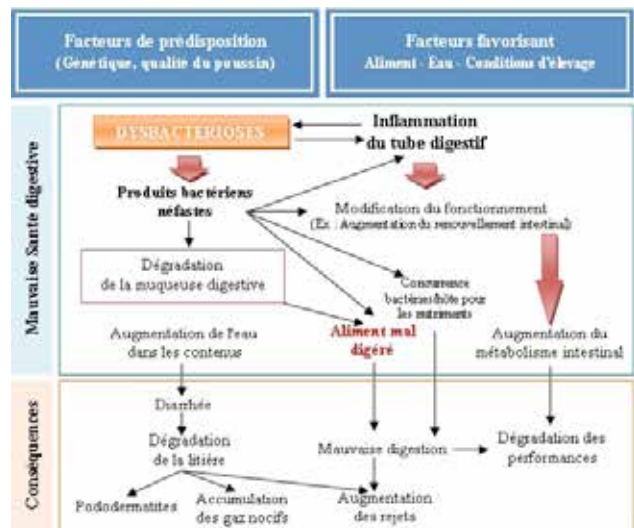 Facteurs de prédisposition
(Génétique, qualité du poussin)
Facteurs favorisant
Aliment - Eau - Conditions d'élevage
Mauvaise Santé digestive
DYSBACTERIOSES
Inflammation
du tube digestif
Produits bactériens
néfastes
Modification du fonctionnement
(Ex : Augmentation du renouvellement intestinal)
Dégradation
de la muqueuse digestive
Concurrence
bactéries/hôte pour
les nutriments
Augmentation de l'eau
dans les contenus
Aliment mal
digéré
Augmentation du
métabolisme intestinal
Conséquences
Diarrhée
Dégradation
de la litière
Mauvaise digestion
Dégradation des
performances
Pododermatites
Accumulation
des gaz nocifs
Augmentation
des rejets